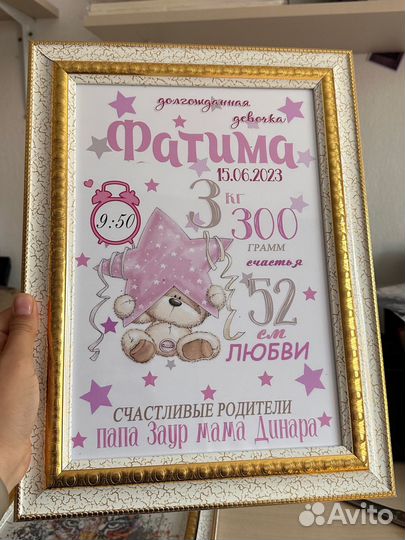 долгожданная
девочка
Фатима
15.06.2023
9:50
3 кг
300
ГРАММ
счастья
52
см
ЛЮБВИ
СЧАСТЛИВЫЕ РОДИТЕЛИ
папа Заур мама Динара
Avito